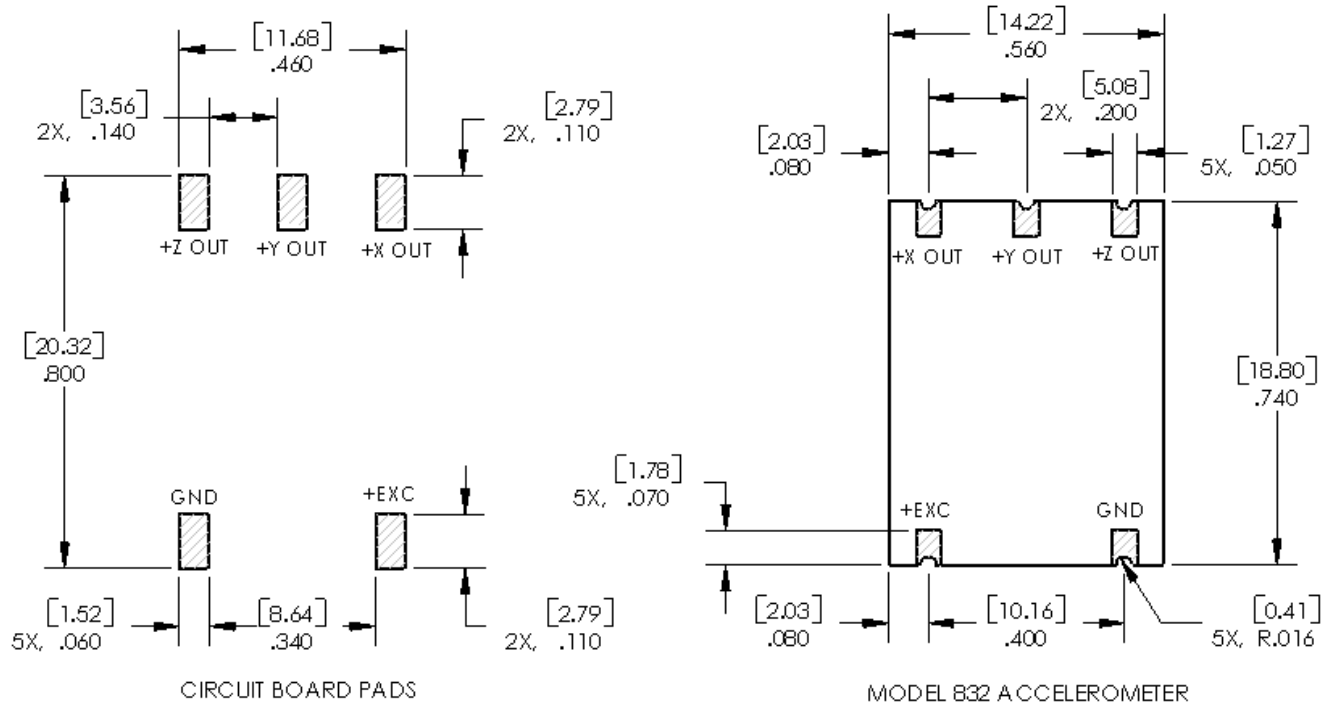 [11.68]
.460
[3.56]
2X, .140
[2.79]
2X, .110
+Z OUT
+Y OUT
+X OUT
[20.32]
.800
GND
+EXC
[1.52]
5X, .060
[8.64]
.340
[2.79]
2X, .110
CIRCUIT BOARD PADS
[14.22]
.560
[5.08]
2X, .200
[2.03]
.080
[1.27]
5X, .050
+X OUT
+Y OUT
+Z OUT
[18.80]
.740
[1.78]
5X, .070
+EXC
GND
[2.03]
.080
[10.16]
.400
[0.41]
5X, R.016
MODEL 832 ACCELEROMETER